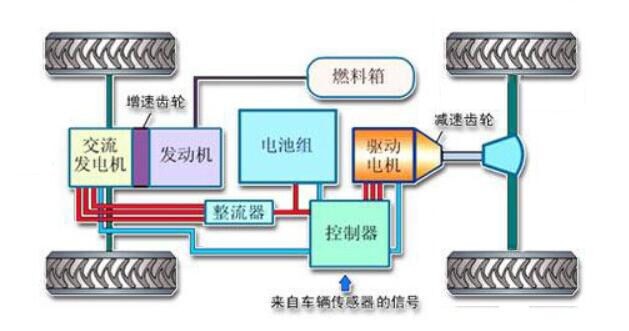 燃料箱
增速齿轮
减速齿轮
交流
发电机
发动机
电池组
驱动
电机
整流器
控制器
来自车辆传感器的信号